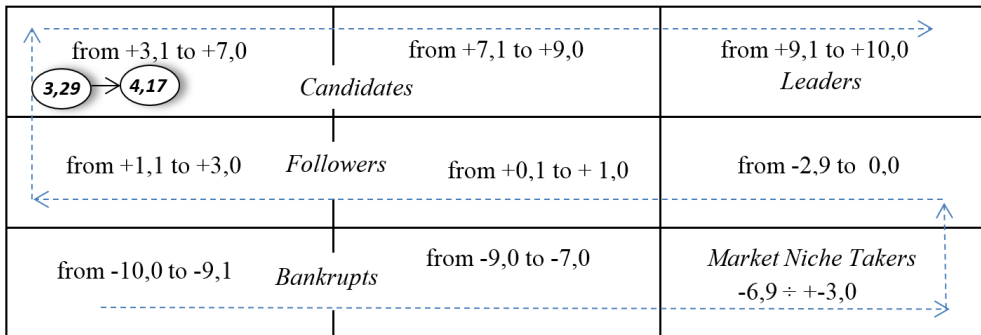 from +3,1 to +7,0
from +7,1 to +9,0
from +9,1 to +10,0
3,29
4,17
Candidates
Leaders
from +1,1 to +3,0
Followers
from +0,1 to + 1,0
from -2,9 to 0,0
from -10,0 to -9,1
Bankrupts
from -9,0 to -7,0
Market Niche Takers
-6,9 ÷ +-3,0